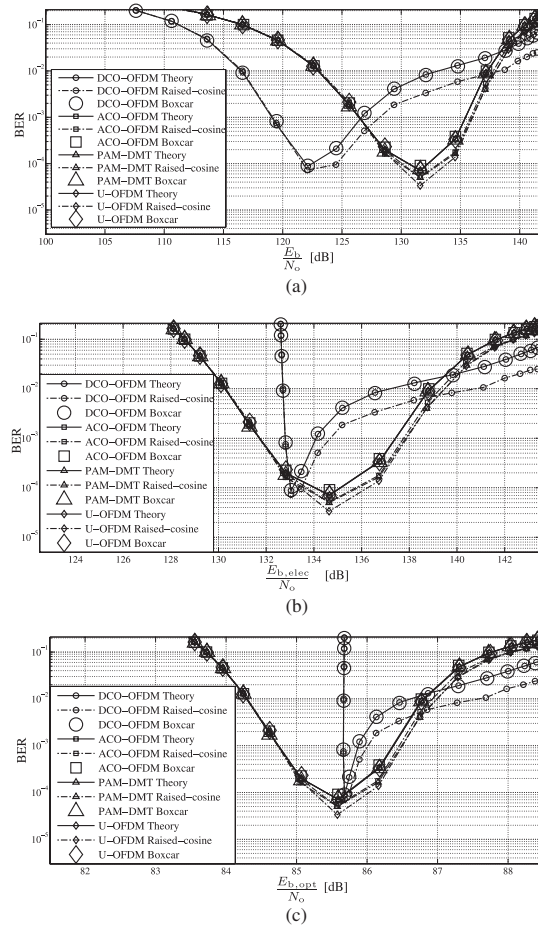 10⁻¹
10⁻²
10⁻³
10⁻⁴
10⁻⁵
BER
DCO−OFDM Theory
DCO−OFDM Raised−cosine
DCO−OFDM Boxcar
ACO−OFDM Theory
ACO−OFDM Raised−cosine
ACO−OFDM Boxcar
PAM−DMT Theory
PAM−DMT Raised−cosine
PAM−DMT Boxcar
U−OFDM Theory
U−OFDM Raised−cosine
U−OFDM Boxcar
100 105 110 115 120 125 130 135 140
E_b/N_o [dB]
(a)
10⁻¹
10⁻²
10⁻³
10⁻⁴
10⁻⁵
BER
DCO−OFDM Theory
DCO−OFDM Raised−cosine
DCO−OFDM Boxcar
ACO−OFDM Theory
ACO−OFDM Raised−cosine
ACO−OFDM Boxcar
PAM−DMT Theory
PAM−DMT Raised−cosine
PAM−DMT Boxcar
U−OFDM Theory
U−OFDM Raised−cosine
U−OFDM Boxcar
124 126 128 130 132 134 136 138 140 142
E_b,elec/N_o [dB]
(b)
10⁻¹
10⁻²
10⁻³
10⁻⁴
10⁻⁵
BER
DCO−OFDM Theory
DCO−OFDM Raised−cosine
DCO−OFDM Boxcar
ACO−OFDM Theory
ACO−OFDM Raised−cosine
ACO−OFDM Boxcar
PAM−DMT Theory
PAM−DMT Raised−cosine
PAM−DMT Boxcar
U−OFDM Theory
U−OFDM Raised−cosine
U−OFDM Boxcar
82 83 84 85 86 87 88
E_b,opt/N_o [dB]
(c)